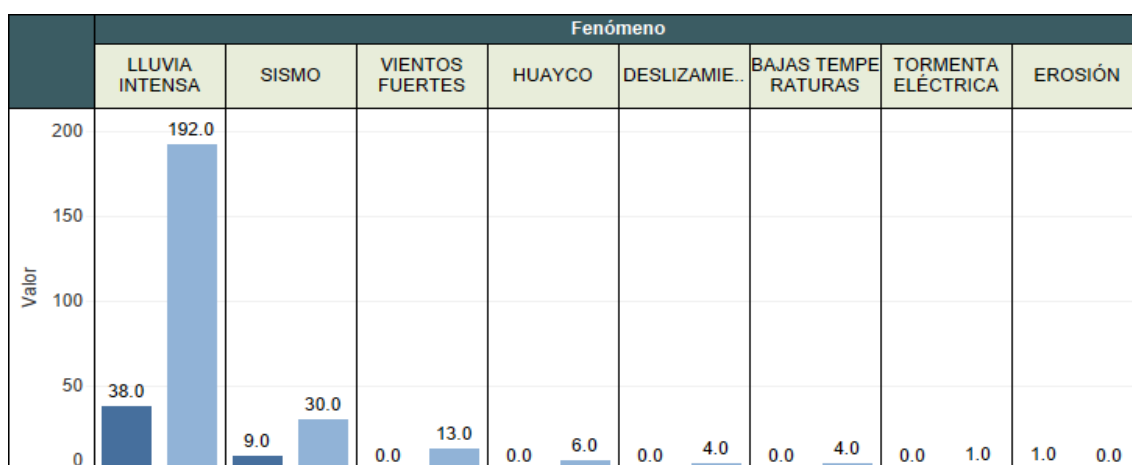 Fenómeno
LLUVIA
INTENSA
SISMO
VIENTOS
FUERTES
HUAYCO
DESLIZAMIE..
BAJAS TEMPE
RATURAS
TORMENTA
ELÉCTRICA
EROSIÓN
Valor
200
150
100
50
0
38.0
192.0
9.0
30.0
0.0
13.0
0.0
6.0
0.0
4.0
0.0
4.0
0.0
1.0
1.0
0.0